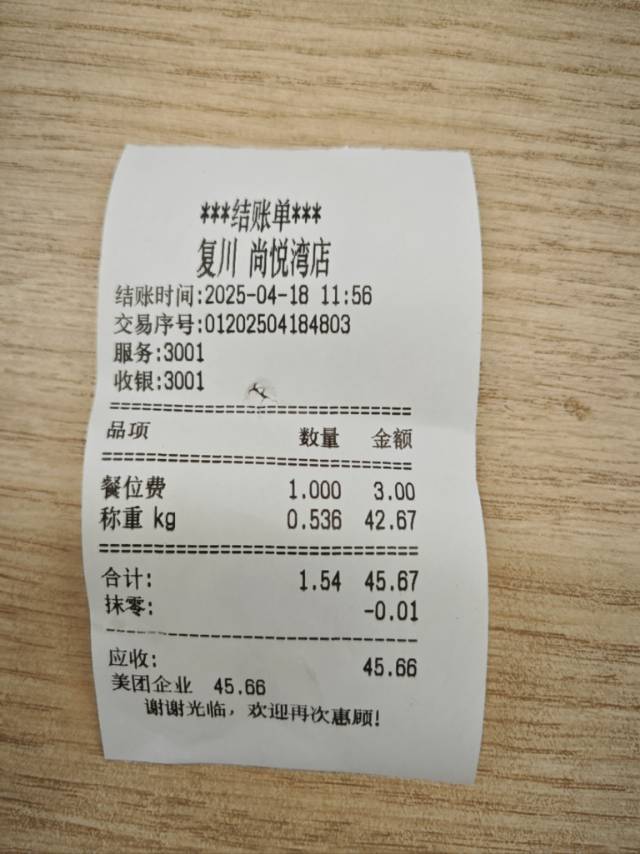 ***结账单***
复川 尚悦湾店
结账时间:2025-04-18 11:56
交易序号:01202504184803
服务:3001
收银:3001
==================================
品项 数量 金额
==================================
餐位费 1.000 3.00
称重 kg 0.536 42.67
==================================
合计: 1.54 45.67
抹零: -0.01
----------------------------------
应收: 45.66
美团企业 45.66
谢谢光临，欢迎再次惠顾!